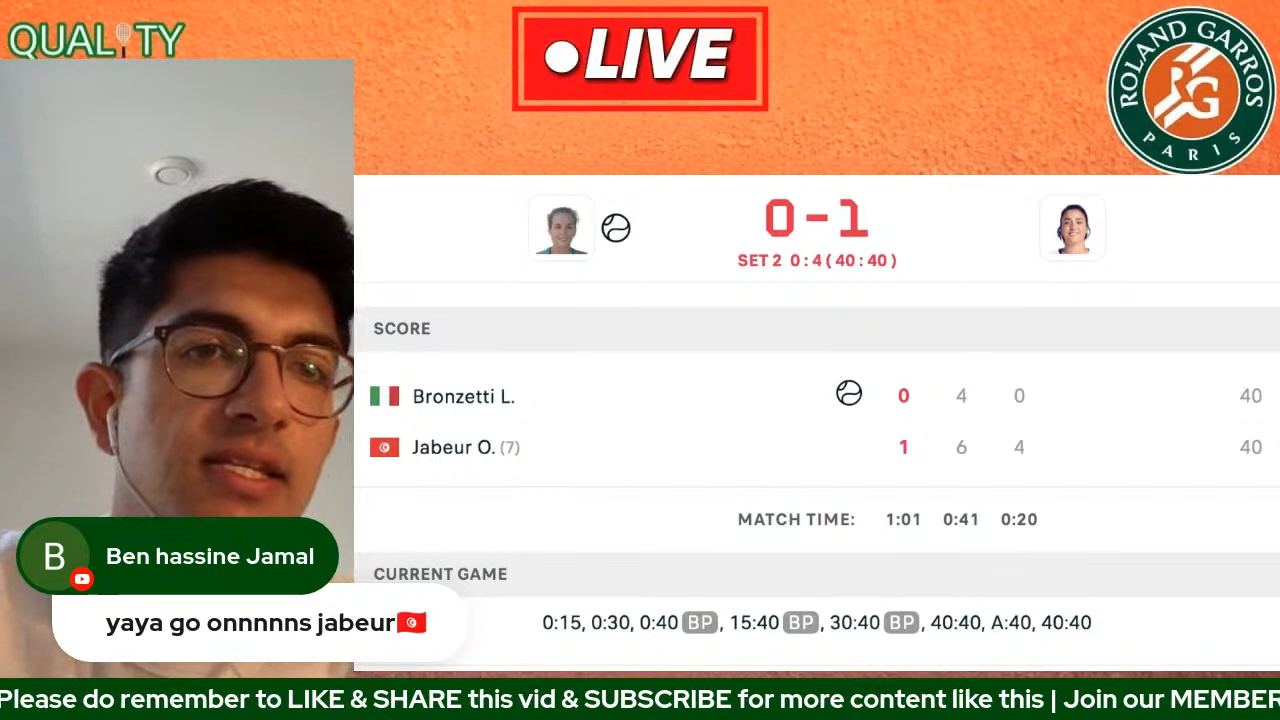 QUALITY
LIVE
ROLAND GARROS
RG
PARIS
0-1
SET 2 0:4 (40:40)
SCORE
Bronzetti L. 0 4 0 40
Jabeur O. (7) 1 6 4 40
MATCH TIME: 1:01 0:41 0:20
CURRENT GAME
0:15, 0:30, 0:40 BP, 15:40 BP, 30:40 BP, 40:40, A:40, 40:40
B
Ben hassine Jamal
yaya go onnnnns jabeur🇹🇳
Please do remember to LIKE & SHARE this vid & SUBSCRIBE for more content like this | Join our MEMBER